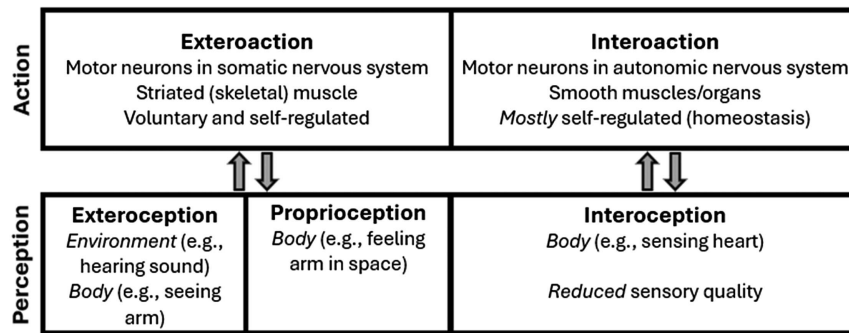 Action
Exteroaction
Motor neurons in somatic nervous system
Striated (skeletal) muscle
Voluntary and self-regulated
Interoaction
Motor neurons in autonomic nervous system
Smooth muscles/organs
Mostly self-regulated (homeostasis)
Perception
Exteroception
Environment (e.g.,
hearing sound)
Body (e.g., seeing
arm)
Proprioception
Body (e.g., feeling
arm in space)
Interoception
Body (e.g., sensing heart)
Reduced sensory quality